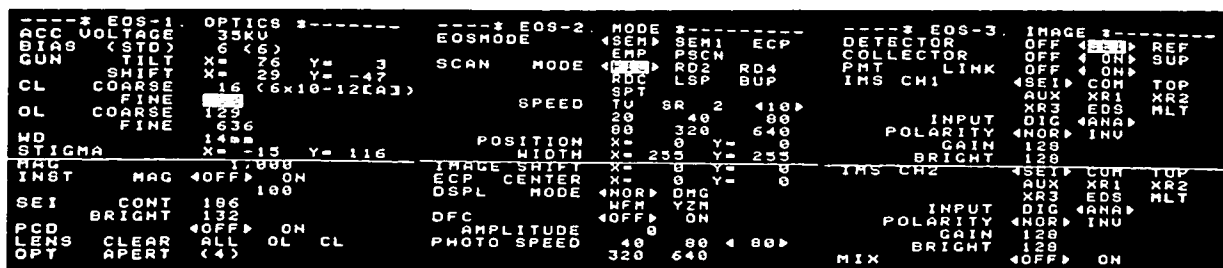 ----* EOS-1. OPTICS *-------
ACC VOLTAGE 35KV
BIAS (STD) 6 (6)
GUN TILT X= 76 Y= 3
SHIFT X= 29 Y= -47
CL COARSE 16 (6x10-12[A])
FINE
OL COARSE 129
FINE 636
WD 14mm
STIGMA X= -15 Y= 116
MAG 1,000
INST MAG ◀OFF▶ ON
100
SEI CONT 186
BRIGHT 132
PCD ◀OFF▶ ON
LENS CLEAR ALL OL CL
OPT APERT (4)
----* EOS-2. MODE *-------
EOSMODE ◀SEM▶ SEM1 ECP
EMP PSCN
SCAN MODE ◀PIC▶ RD2 RD4
RDC LSP BUP
SPT
SPEED TV SR 2 ◀10▶
20 40 80
80 320 640
POSITION X= 0 Y= 0
WIDTH X= 255 Y= 255
IMAGE SHIFT X= 0 Y= 0
ECP CENTER X= 0 Y= 0
DSPL MODE ◀NOR▶ DMG
WFM YZM
DFC ◀OFF▶ ON
AMPLITUDE 0
PHOTO SPEED 40 80 ◀ 80▶
320 640
----* EOS-3. IMAGE *-------
DETECTOR OFF ◀SEI▶ REF
COLLECTOR OFF ◀ ON▶ SUP
PMT LINK OFF ◀ ON▶
IMS CH1 ◀SEI▶ COM TOP
AUX XR1 XR2
XR3 EDS MLT
INPUT DIG ◀ANA▶
POLARITY ◀NOR▶ INV
GAIN 128
BRIGHT 128
IMS CH2 ◀SEI▶ COM TOP
AUX XR1 XR2
XR3 EDS MLT
INPUT DIG ◀ANA▶
POLARITY ◀NOR▶ INV
GAIN 128
BRIGHT 128
MIX ◀OFF▶ ON